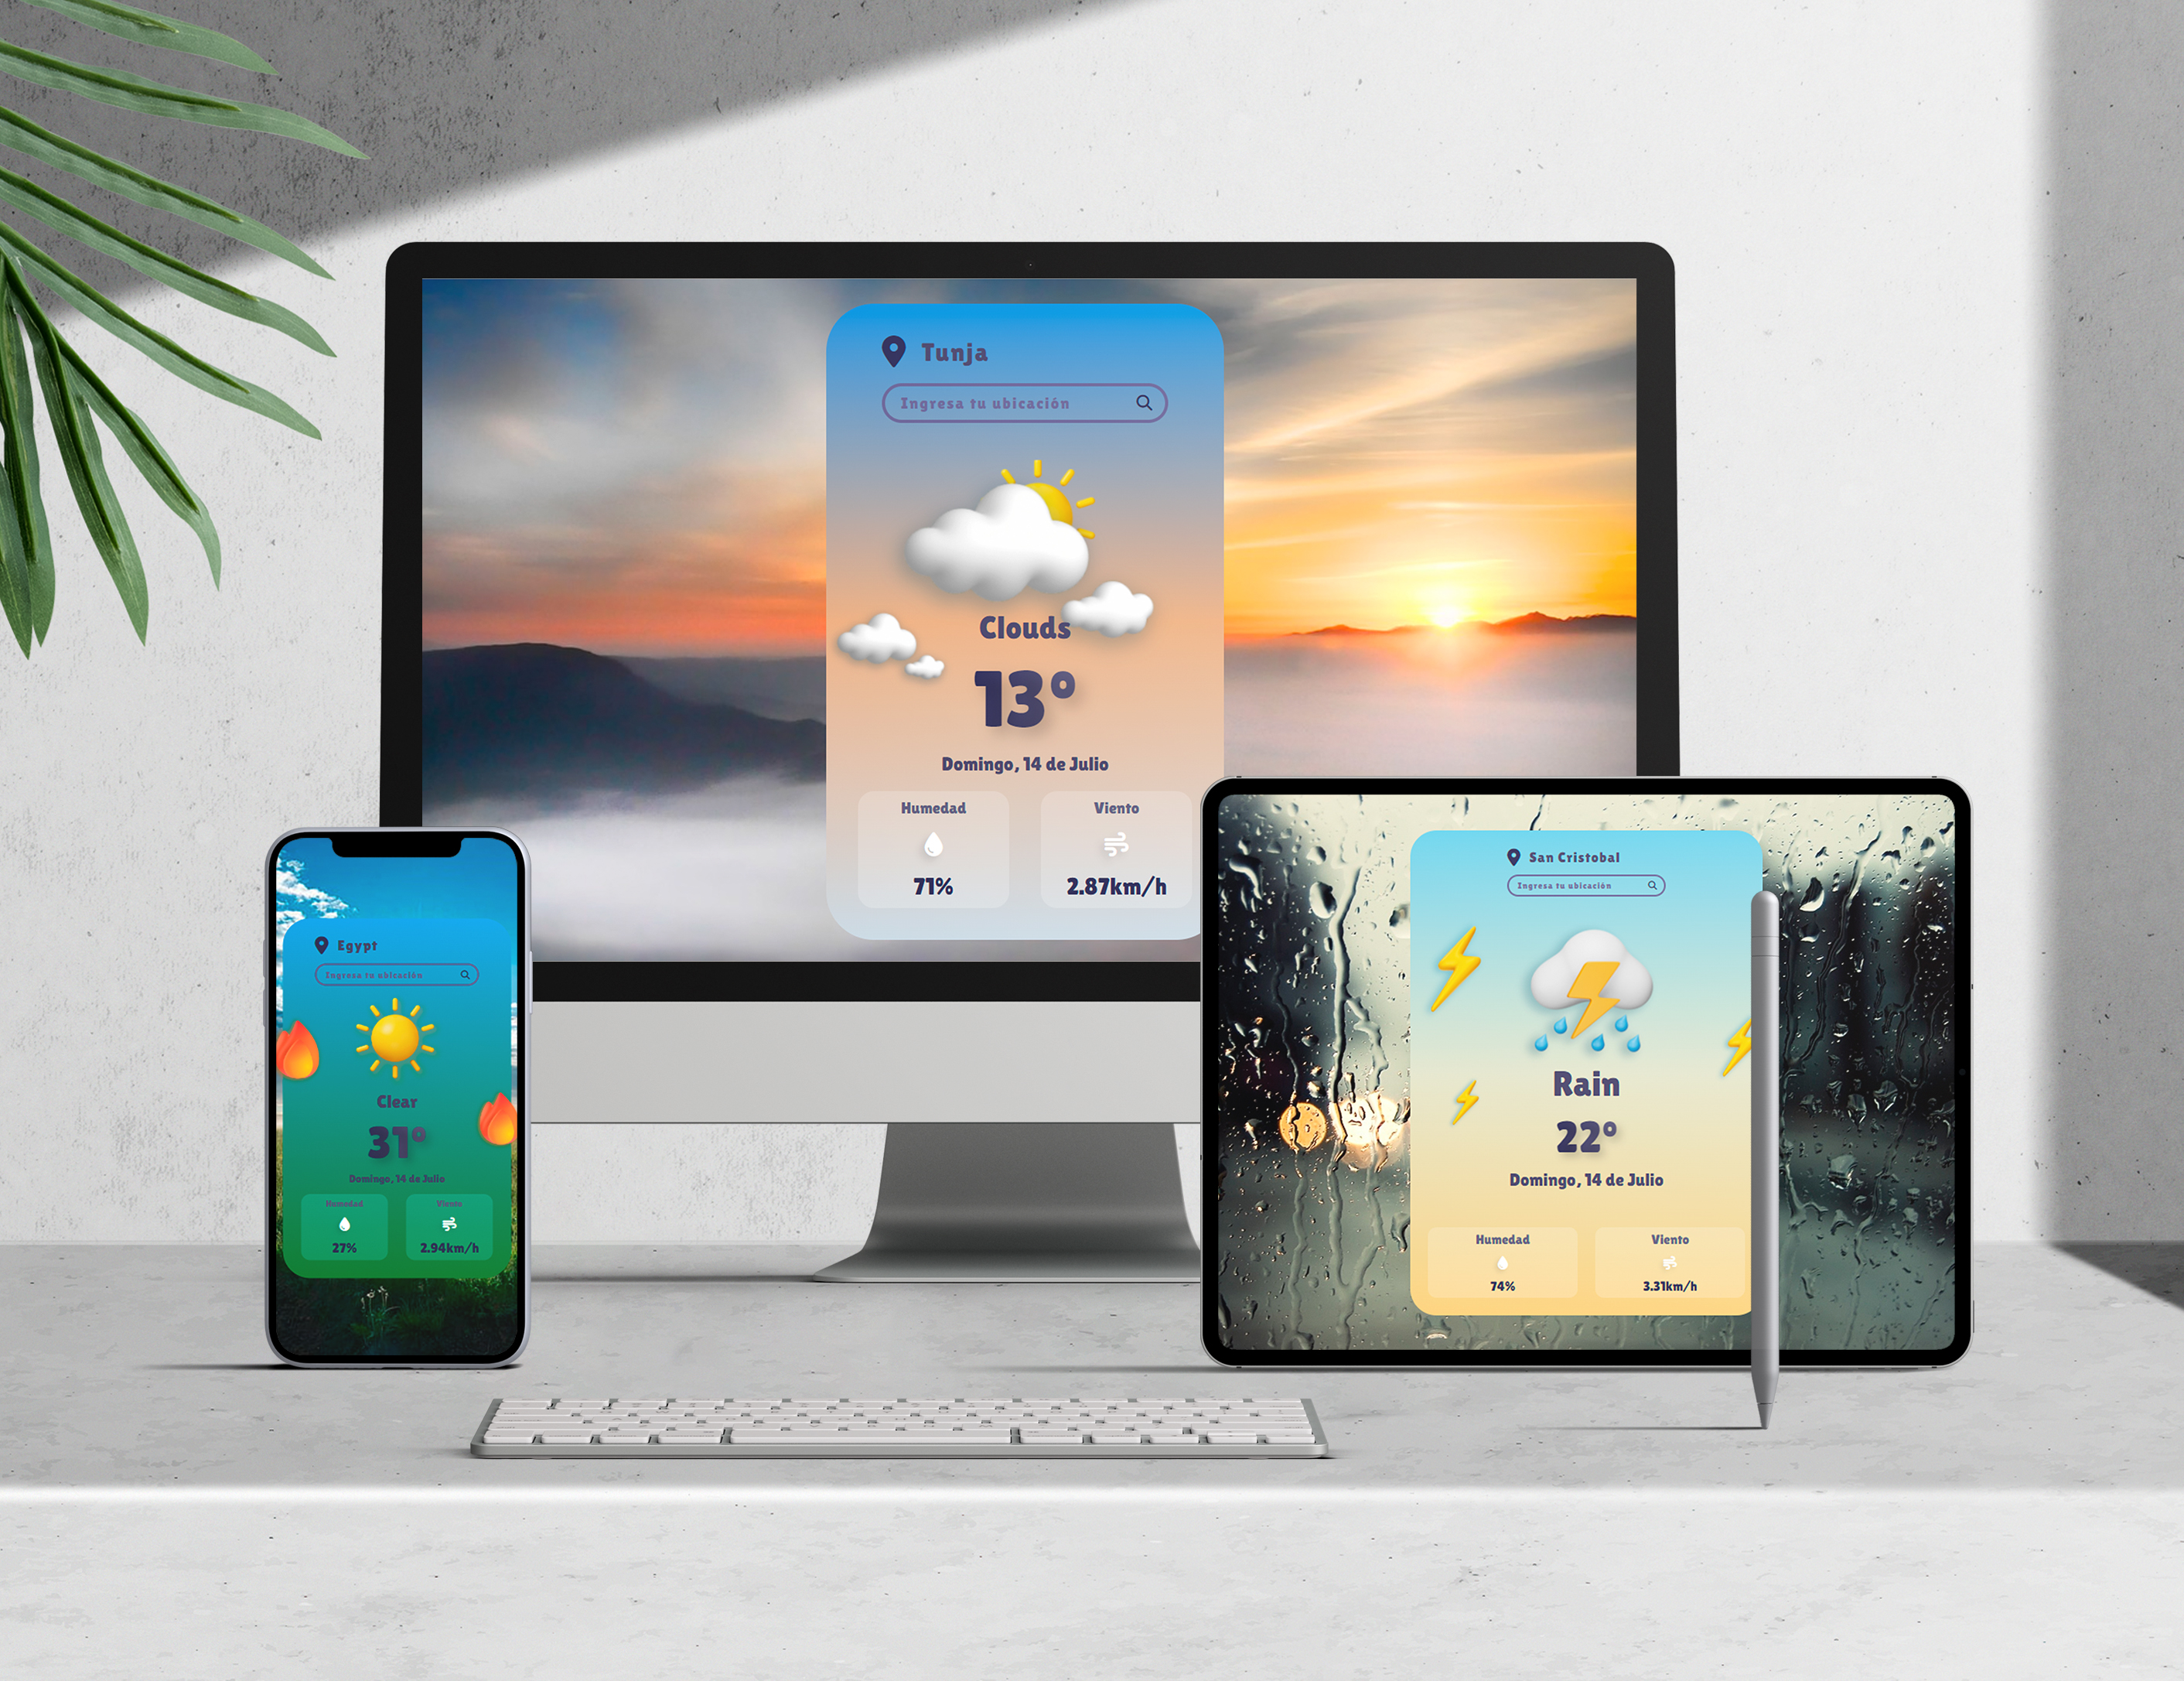 Tunja
Ingresa tu ubicación
Clouds
13°
Domingo, 14 de Julio
Humedad
Viento
71%
2.87km/h
Egypt
Ingresa tu ubicación
Clear
31°
Domingo, 14 de Julio
Humedad
Viento
27%
2.94km/h
San Cristobal
Ingresa tu ubicación
Rain
22°
Domingo, 14 de Julio
Humedad
Viento
74%
3.31km/h